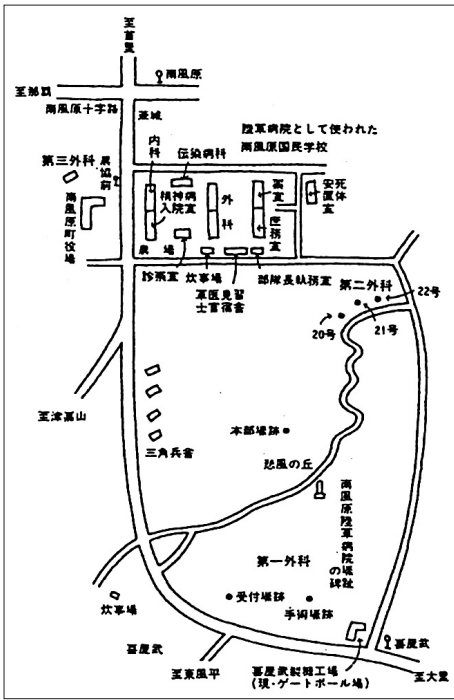 至首里
南風原
至那覇
南風原十字路
兼城
陸軍病院として使われた
南風原国民学校
第三外科
農協前
南風原町役場
内科
伝染病科
精神病
入院室
外科
薬室
庶務室
死体
安置室
農場
診察室
炊事場
軍医見習
士官宿舎
部隊長執務室
第二外科
22号
21号
20号
至津嘉山
三角兵舎
本部壕跡
悲風の丘
南風原陸軍病院
の壕址碑
第一外科
炊事場
受付壕跡
手術壕跡
喜屋武
喜屋武
至東風平
喜屋武製糖工場
(現・ゲートボール場)
至大里